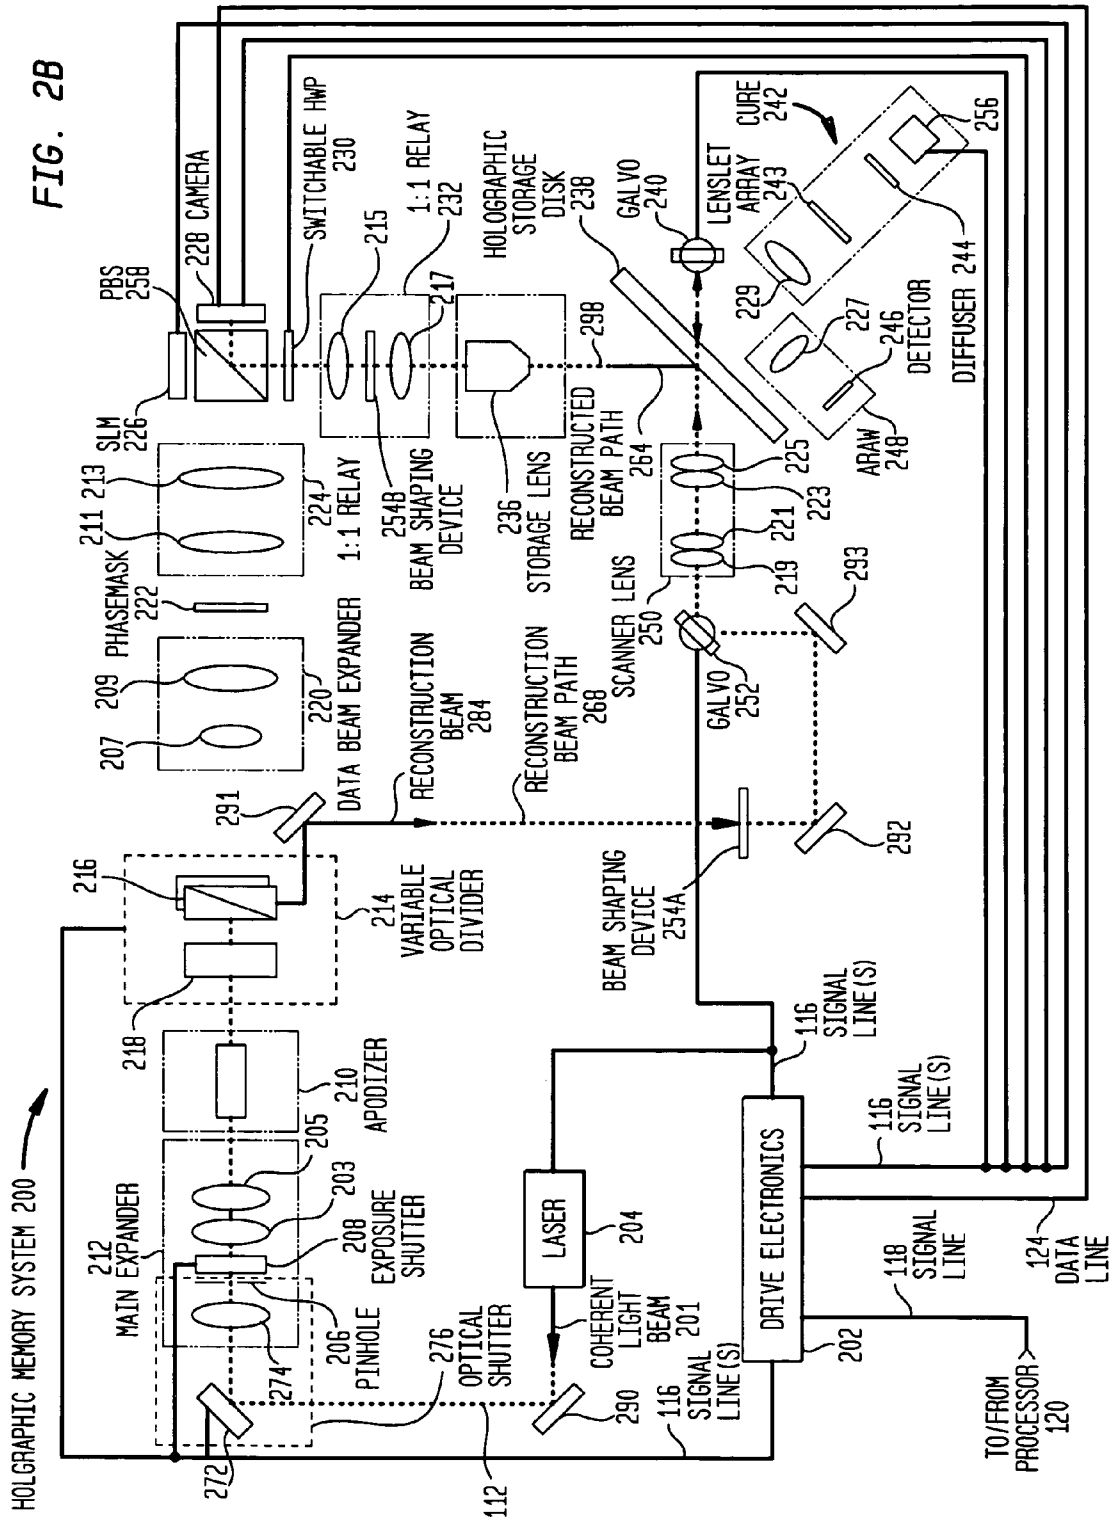 FIG. 2B
HOLGRAPHIC MEMORY SYSTEM 200
212
MAIN EXPANDER
205
203
208
EXPOSURE
SHUTTER
206
PINHOLE
274
276
OPTICAL
SHUTTER
272
112
210
APODIZER
218
216
214
VARIABLE
OPTICAL
DIVIDER
291
207
209
220
DATA BEAM EXPANDER
PHASEMASK
222
211
213
224
1:1 RELAY
SLM
226
PBS
258
228 CAMERA
SWITCHABLE HWP
230
215
1:1 RELAY
232
217
254B
BEAM SHAPING
DEVICE
236
STORAGE LENS
HOLOGRAPHIC
STORAGE
DISK
238
298
RECONSTRUCTED
BEAM PATH
264
RECONSTRUCTION
BEAM
284
RECONSTRUCTION
BEAM PATH
268
SCANNER LENS
250
219
221
223
225
GALVO
252
GALVO
240
LENSLET
ARRAY
243
CURE
242
256
229
227
246
DETECTOR
DIFFUSER 244
ARAW
248
293
292
BEAM SHAPING
DEVICE
254A
LASER
204
COHERENT
LIGHT
BEAM
201
290
116
SIGNAL
LINE(S)
116
SIGNAL
LINE(S)
116
SIGNAL
LINE(S)
DRIVE ELECTRONICS
202
118
SIGNAL
LINE
124
DATA
LINE
TO/FROM
PROCESSOR
120